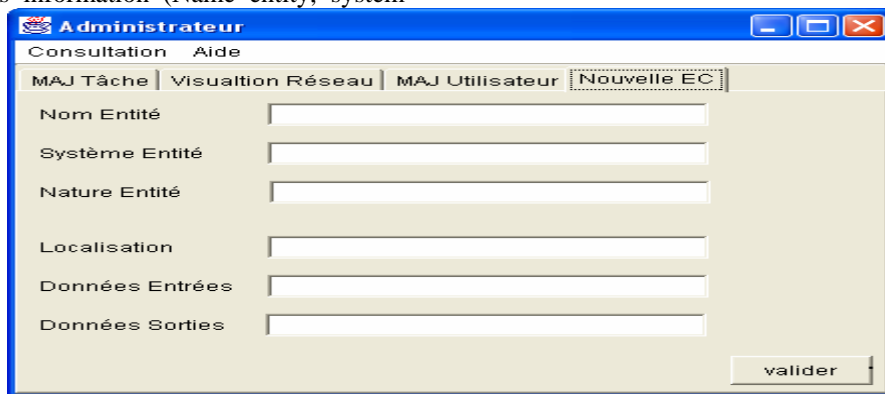 s information (Name entity, system
Administrateur
Consultation Aide
MAJ Tâche Visualtion Réseau MAJ Utilisateur Nouvelle EC
Nom Entité
Système Entité
Nature Entité
Localisation
Données Entrées
Données Sorties
valider